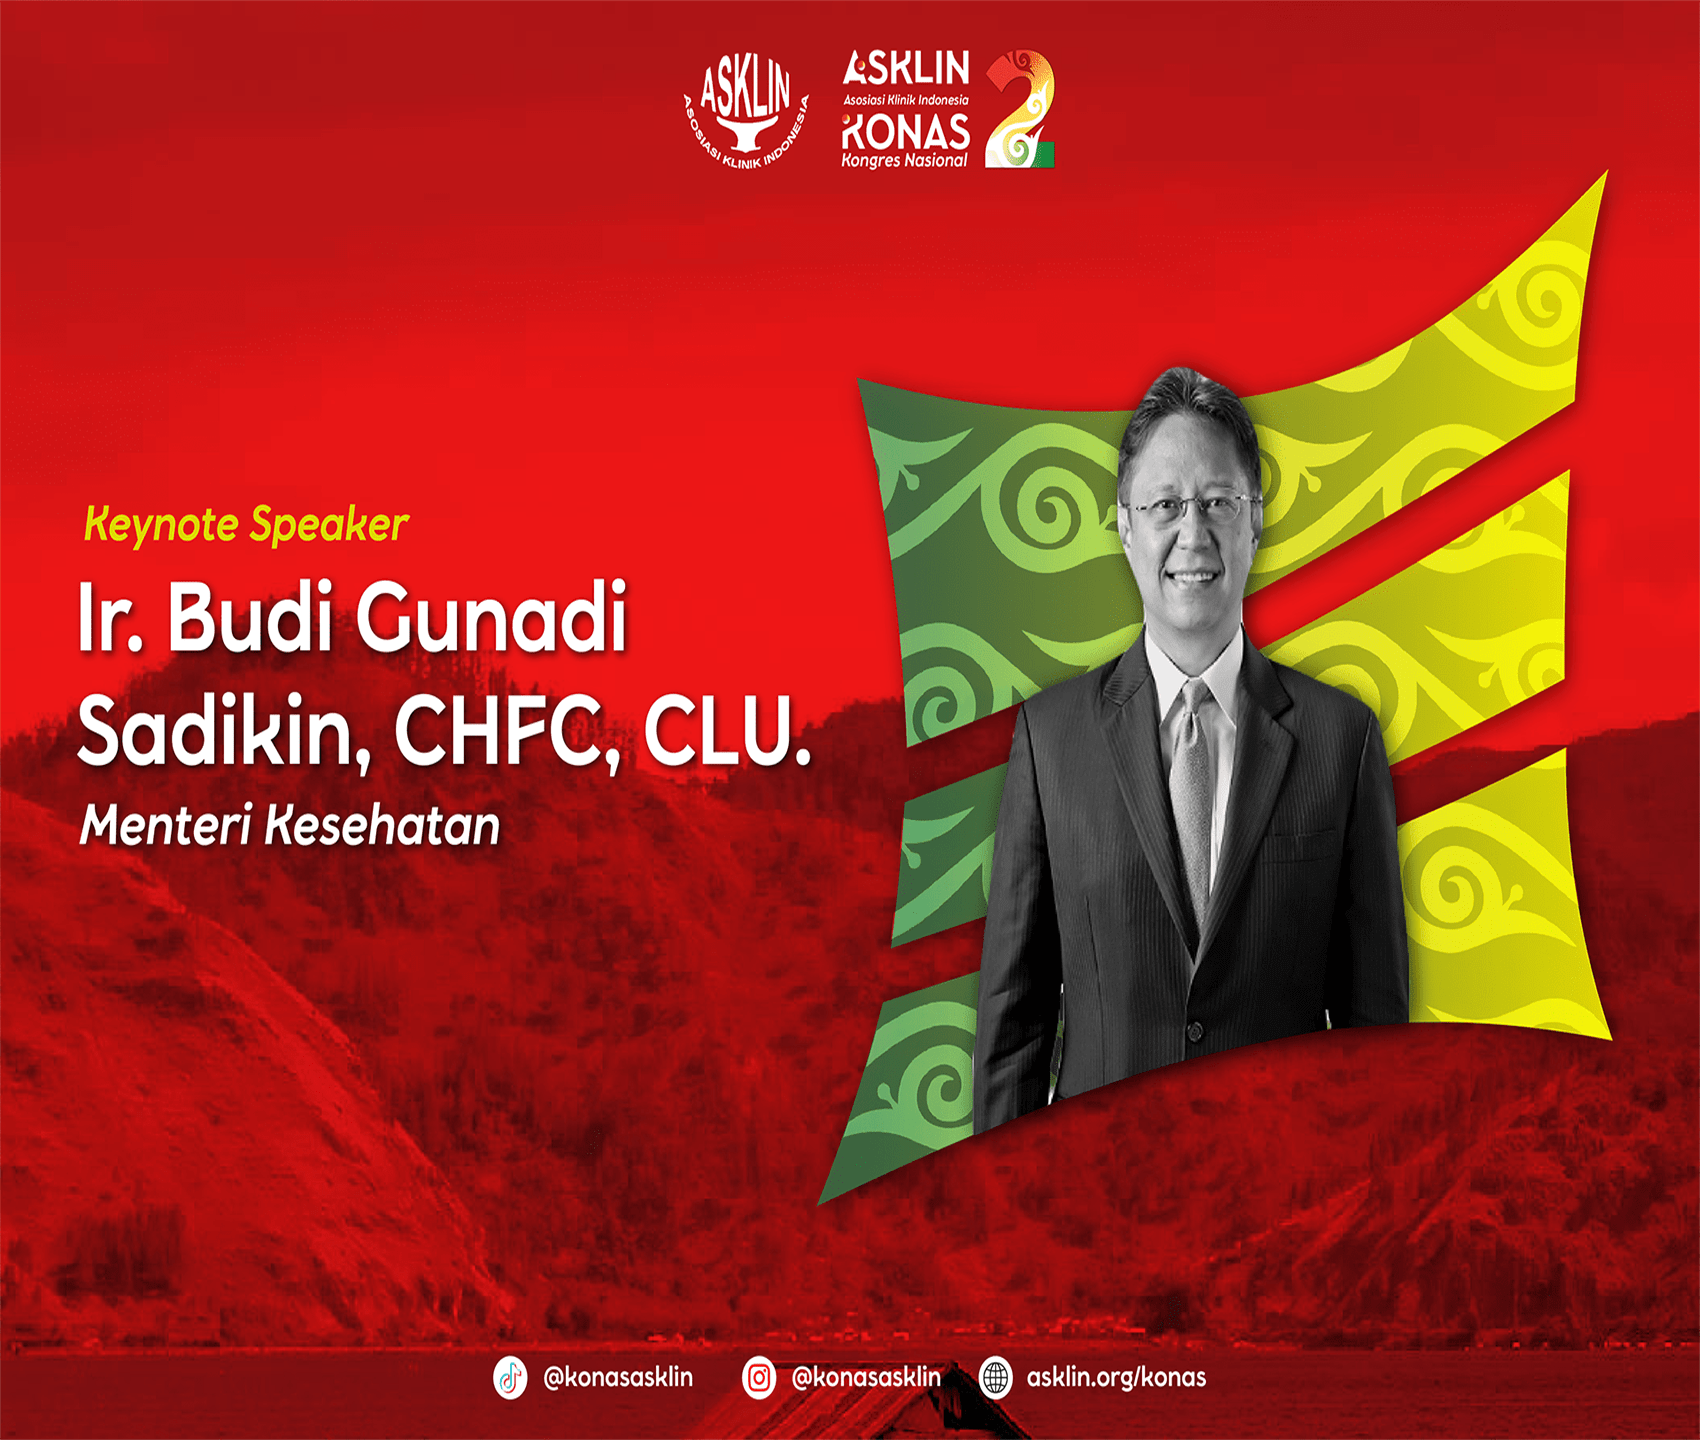 ASKLIN
ASOSIASI KLINIK INDONESIA
ASKLIN
Asosiasi Klinik Indonesia
KONAS
Kongres Nasional
2
Keynote Speaker
Ir. Budi Gunadi
Sadikin, CHFC, CLU.
Menteri Kesehatan
@konasasklin
@konasasklin
asklin.org/konas